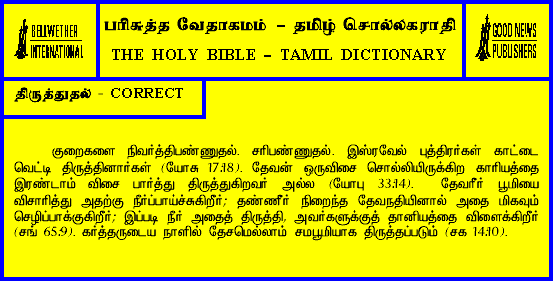 BELLWETHER
INTERNATIONAL
பரிசுத்த வேதாகமம் – தமிழ் சொல்லகராதி
THE HOLY BIBLE – TAMIL DICTIONARY
GOOD NEWS
PUBLISHERS
திருத்துதல் - CORRECT
குறைகளை நிவர்த்திபண்ணுதல். சரிபண்ணுதல். இஸ்ரவேல் புத்திரர்கள் காட்டை
வெட்டி திருத்தினார்கள் (யோசு 17:18). தேவன் ஒருவிசை சொல்லியிருக்கிற காரியத்தை
இரண்டாம் விசை பார்த்து திருத்துகிறவர் அல்ல (யோபு 33:14). தேவரீர் பூமியை
விசாரித்து அதற்கு நீர்ப்பாய்ச்சுகிறீர்; தண்ணீர் நிறைந்த தேவநதியினால் அதை மிகவும்
செழிப்பாக்குகிறீர்; இப்படி நீர் அதைத் திருத்தி, அவர்களுக்குத் தானியத்தை விளைக்கிறீர்
(சங் 65:9). கர்த்தருடைய நாளில் தேசமெல்லாம் சமபூமியாக திருத்தப்படும் (சக 14:10).